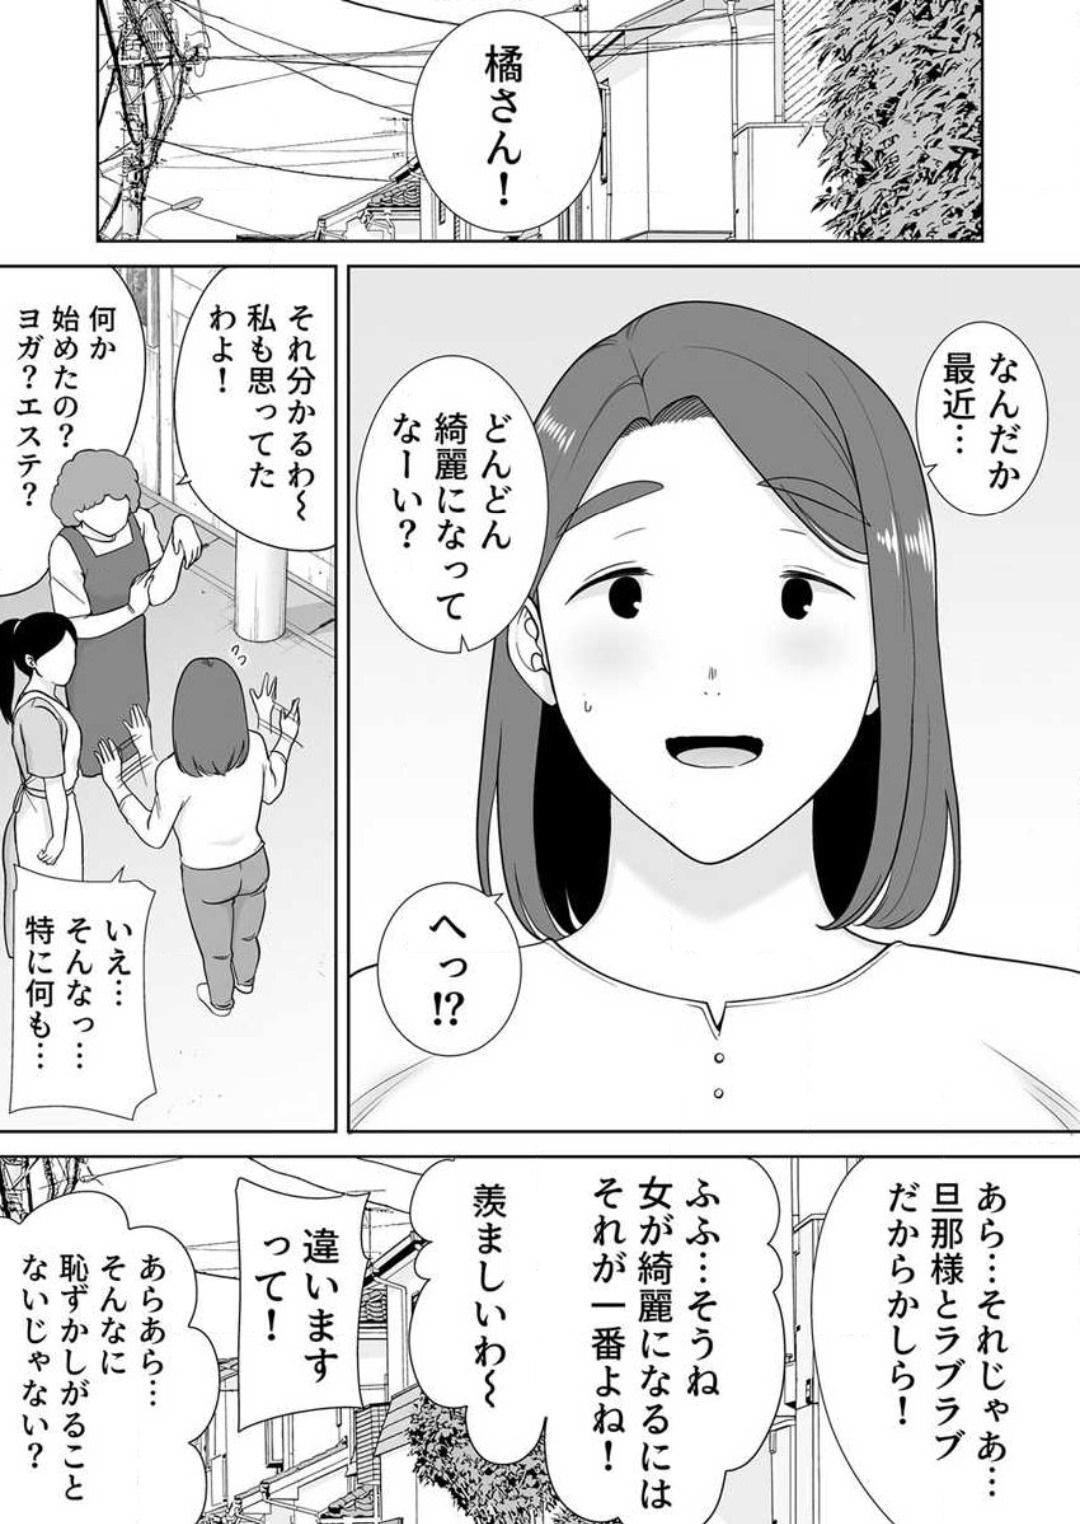 橘さん！
なんだか
最近…
どんどん
綺麗になって
なーい？
へっ!?
それ分かるわ～
私も思ってた
わよ！
何か
始めたの？
ヨガ？エステ？
いえ…
そんなっ…
特に何も…
あら…それじゃあ…
旦那様とラブラブ
だからかしら！
ふふ…そうね
女が綺麗になるには
それが一番よね！
羨ましいわ～
違います
って！
あらあら…
そんなに
恥ずかしがること
ないじゃない？